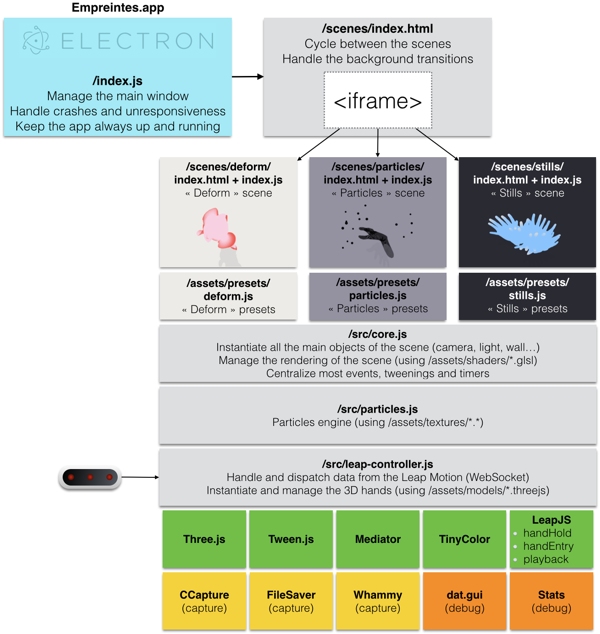 Empreintes.app
ELECTRON
/index.js
Manage the main window
Handle crashes and unresponsiveness
Keep the app always up and running
/scenes/index.html
Cycle between the scenes
Handle the background transitions
<iframe>
/scenes/deform/
index.html + index.js
« Deform » scene
/scenes/particles/
index.html + index.js
« Particles » scene
/scenes/stills/
index.html + index.js
« Stills » scene
/assets/presets/
deform.js
« Deform » presets
/assets/presets/
particles.js
« Particles » presets
/assets/presets/
stills.js
« Stills » presets
/src/core.js
Instantiate all the main objects of the scene (camera, light, wall…)
Manage the rendering of the scene (using /assets/shaders/*.glsl)
Centralize most events, tweenings and timers
/src/particles.js
Particles engine (using /assets/textures/*.*)
/src/leap-controller.js
Handle and dispatch data from the Leap Motion (WebSocket)
Instantiate and manage the 3D hands (using /assets/models/*.threejs)
Three.js
Tween.js
Mediator
TinyColor
LeapJS
• handHold
• handEntry
• playback
CCapture
(capture)
FileSaver
(capture)
Whammy
(capture)
dat.gui
(debug)
Stats
(debug)